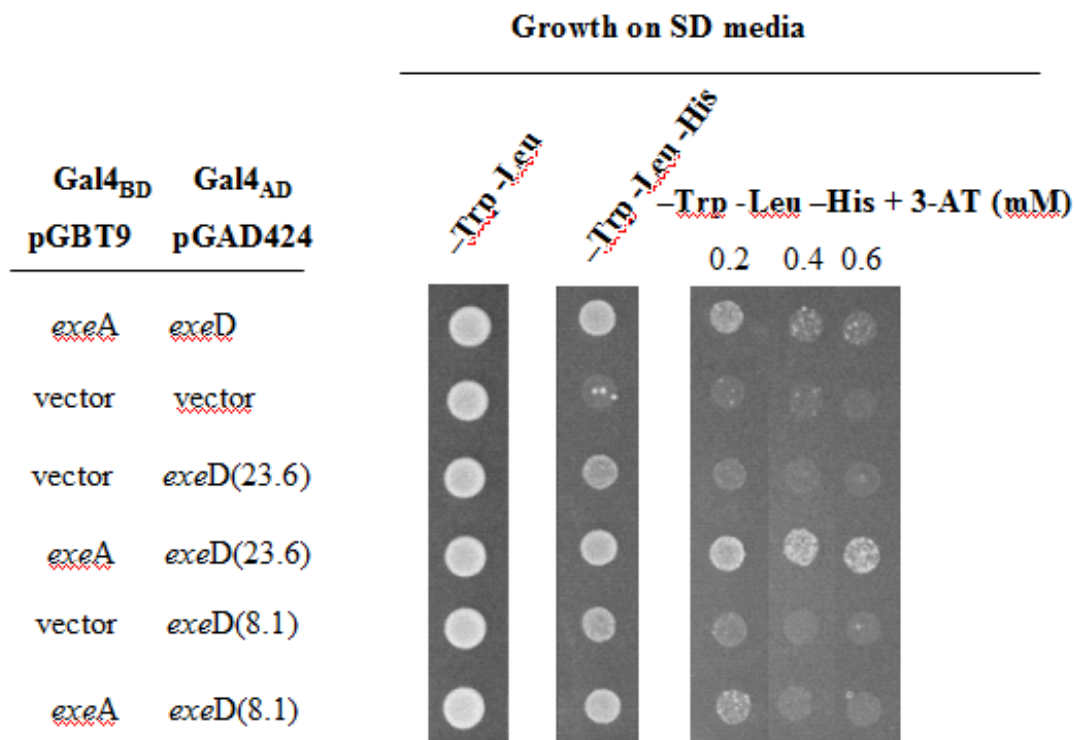 Growth on SD media
–Trp -Leu
–Trp -Leu -His
Gal4BD Gal4AD
pGBT9 pGAD424
–Trp -Leu –His + 3-AT (mM)
0.2 0.4 0.6
exeA exeD
vector vector
vector exeD(23.6)
exeA exeD(23.6)
vector exeD(8.1)
exeA exeD(8.1)